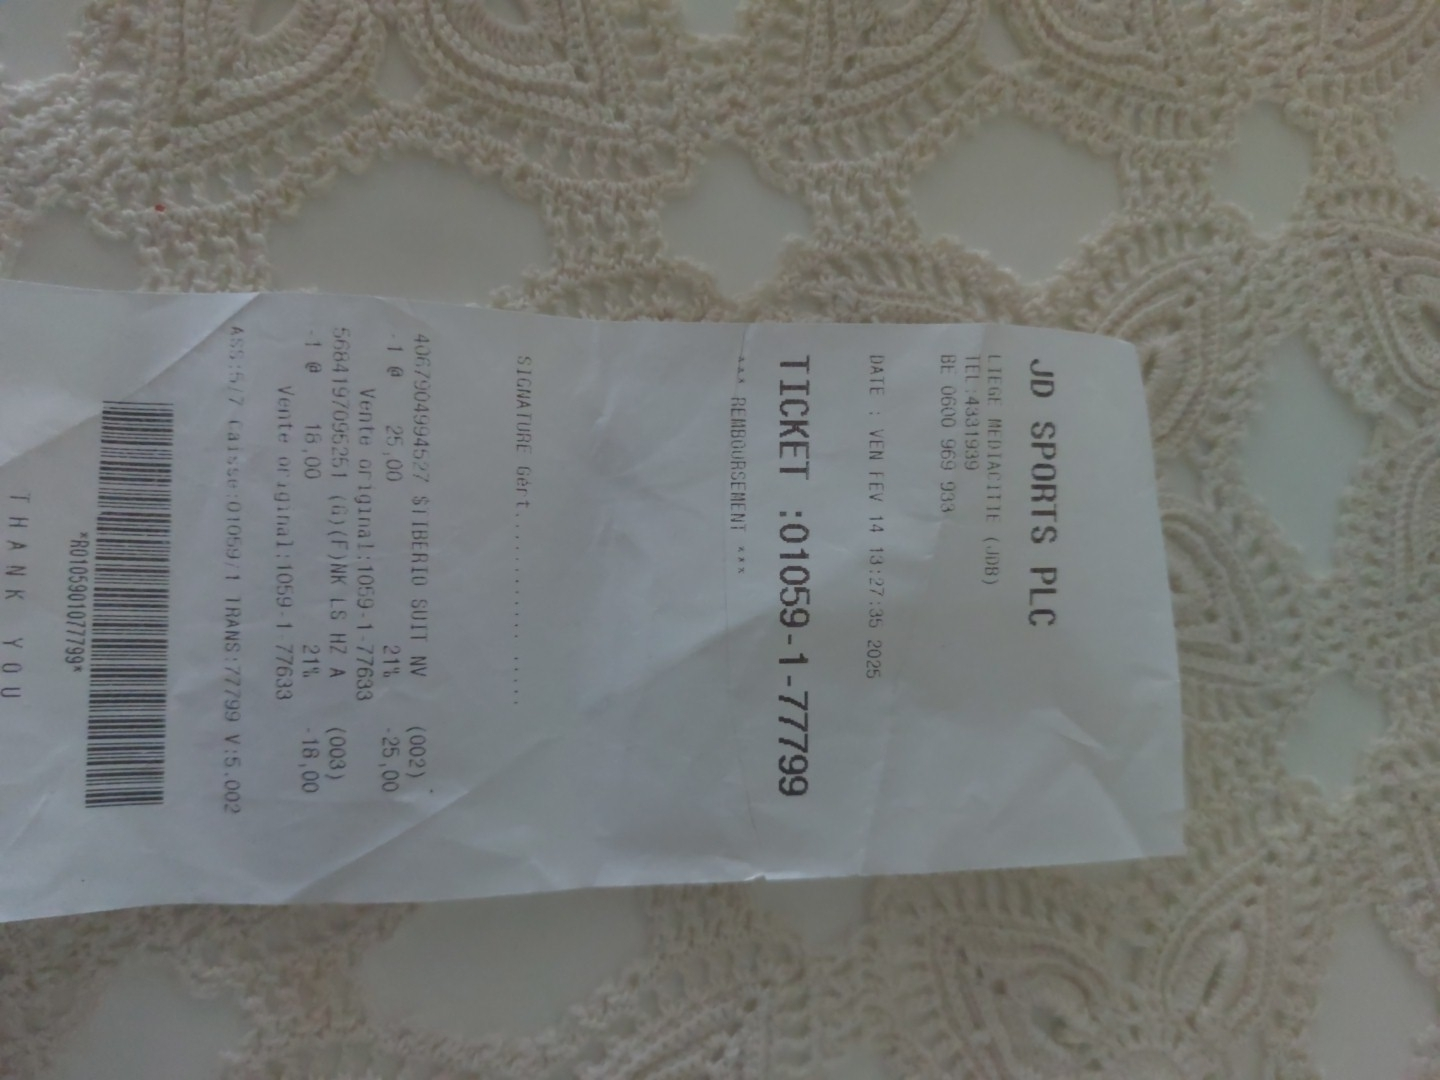 JD SPORTS PLC
LIEGE MEDIACITE (JDB)
TEL 4331939
BE 0600 969 933
DATE : VEN FEV 14 13:27:35 2025
TICKET :01059-1-77799
*** REMBOURSEMENT ***
SIGNATURE Gért.................
4067904994527 $TIBERIO SUIT NV (002)
-1 @ 25,00 21% -25,00
Vente original:1059-1-77633
5684197095251 (G)(F)NK LS HZ A (003)
-1 @ 18,00 21% -18,00
Vente original:1059-1-77633
ASS:5/7 Caisse:01059/1 TRANS:77799 V:5.002
*R0105901077799*
THANK YOU